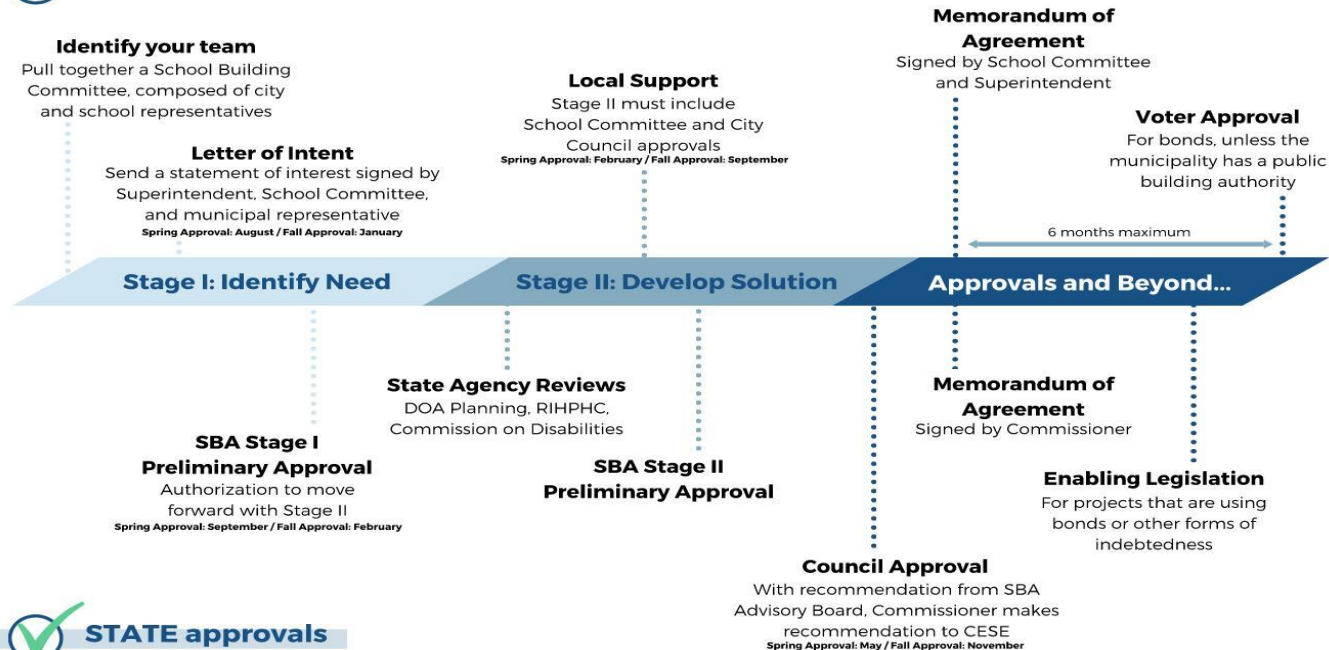 Memorandum of
Agreement
Signed by School Committee
and Superintendent
Identify your team
Pull together a School Building
Committee, composed of city
and school representatives
Local Support
Stage II must include
School Committee and City
Council approvals
Spring Approval: February / Fall Approval: September
Voter Approval
For bonds, unless the
municipality has a public
building authority
Letter of Intent
Send a statement of interest signed by
Superintendent, School Committee,
and municipal representative
Spring Approval: August / Fall Approval: January
6 months maximum
Stage I: Identify Need
Stage II: Develop Solution
Approvals and Beyond...
SBA Stage I
Preliminary Approval
Authorization to move
forward with Stage II
Spring Approval: September / Fall Approval: February
State Agency Reviews
DOA Planning, RIHPHC,
Commission on Disabilities
SBA Stage II
Preliminary Approval
Memorandum of
Agreement
Signed by Commissioner
Enabling Legislation
For projects that are using
bonds or other forms of
indebtedness
Council Approval
With recommendation from SBA
Advisory Board, Commissioner makes
recommendation to CESE
Spring Approval: May / Fall Approval: November
STATE approvals